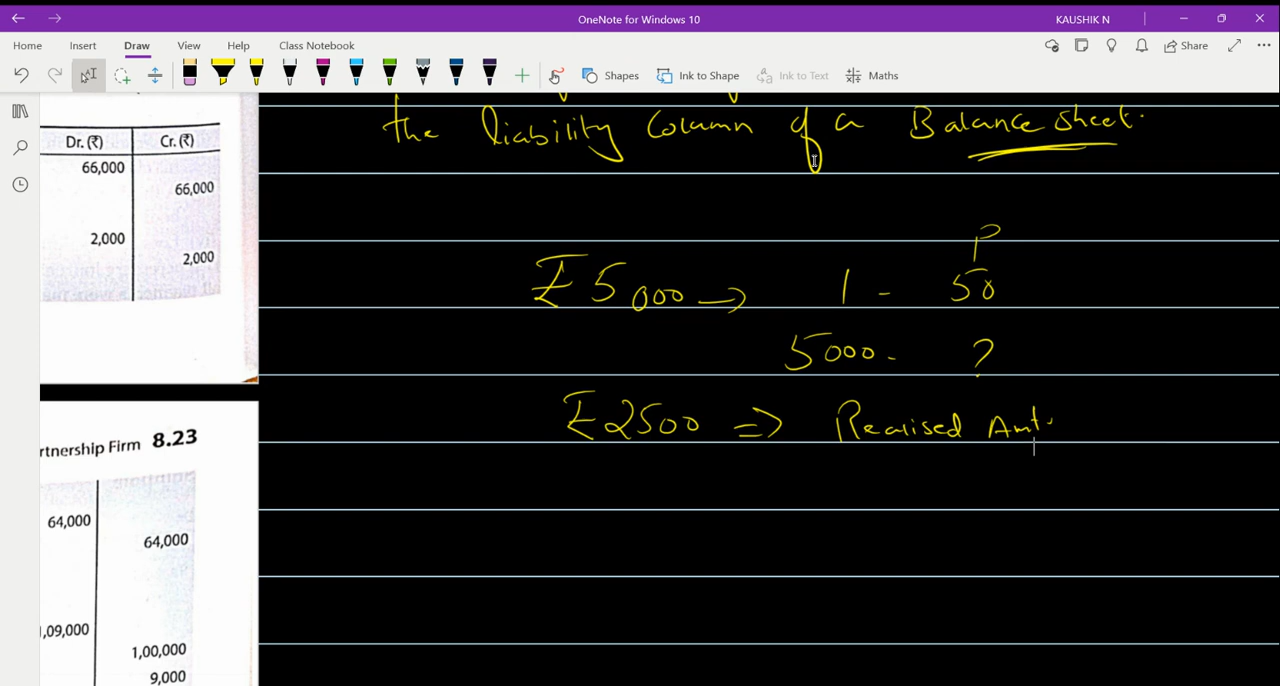 OneNote for Windows 10
KAUSHIK N
Home Insert Draw View Help Class Notebook
Share
Shapes Ink to Shape Ink to Text Maths
the liability Column of a Balance Sheet.
Dr. (₹) Cr. (₹)
66,000
66,000
2,000
2,000
P
₹5000 → 1 - 50
5000 - ?
₹2500 ⇒ Realised Amt.
rtnership Firm 8.23
64,000
64,000
,09,000
1,00,000
9,000